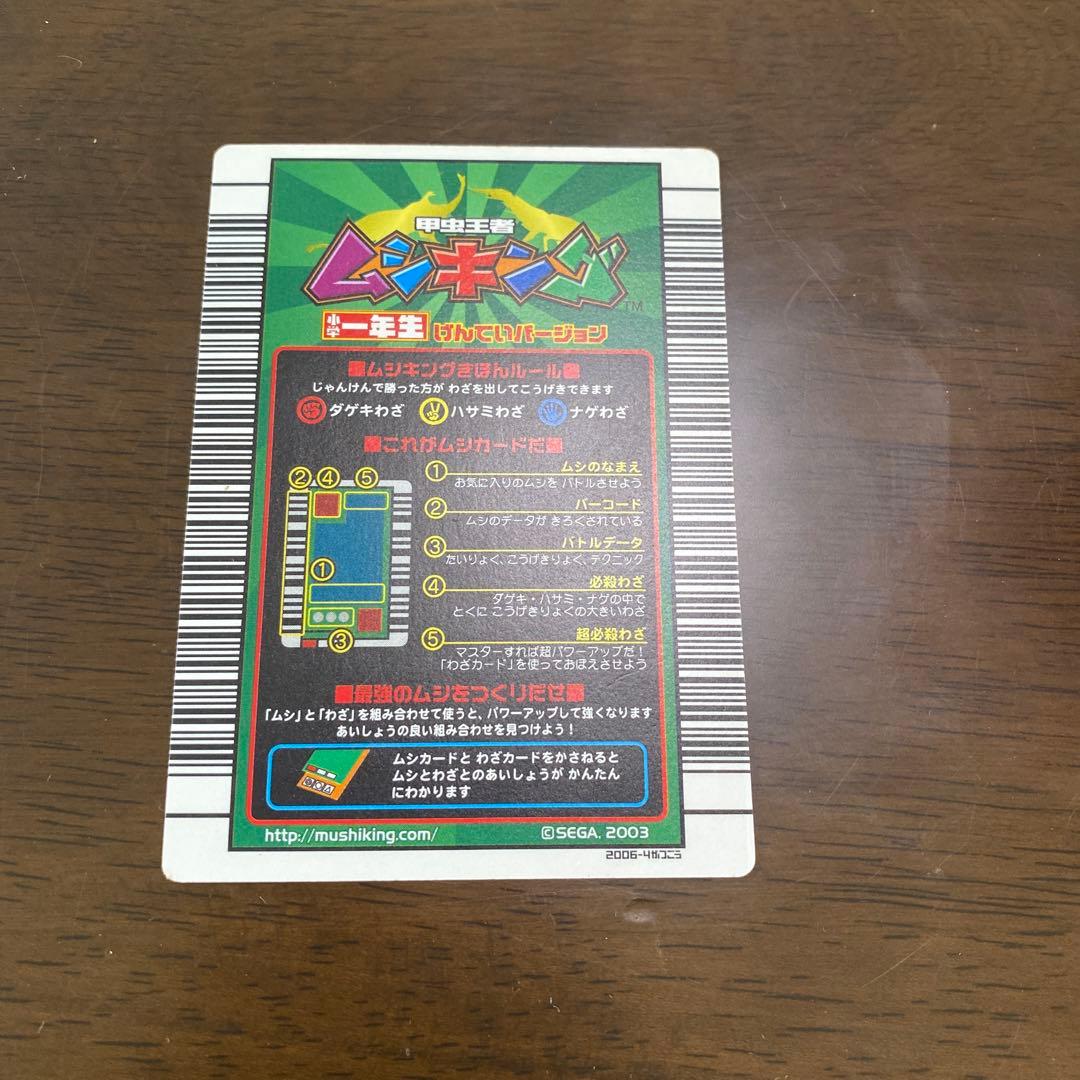 甲虫王者
ムシキング
TM
小学一年生 げんていバージョン
ムシキングきほんルール
じゃんけんで勝った方が わざを出してこうげきできます
ダゲキわざ ハサミわざ ナゲわざ
これがムシカードだ
① ムシのなまえ
お気に入りのムシを バトルさせよう
② バーコード
ムシのデータが きろくされている
③ バトルデータ
たいりょく、こうげきりょく、テクニック
④ 必殺わざ
ダゲキ・ハサミ・ナゲの中で
とくに こうげきりょくの大きいわざ
⑤ 超必殺わざ
マスターすれば超パワーアップだ!
「わざカード」を使っておぼえさせよう
② ④ ⑤
①
③
最強のムシをつくりだせ
「ムシ」と「わざ」を組み合わせて使うと、パワーアップして強くなります
あいしょうの良い組み合わせを見つけよう!
ムシカードと わざカードをかさねると
ムシとわざとのあいしょうが かんたん
にわかります
http://mushiking.com/ ©SEGA, 2003
2006-4がつごう